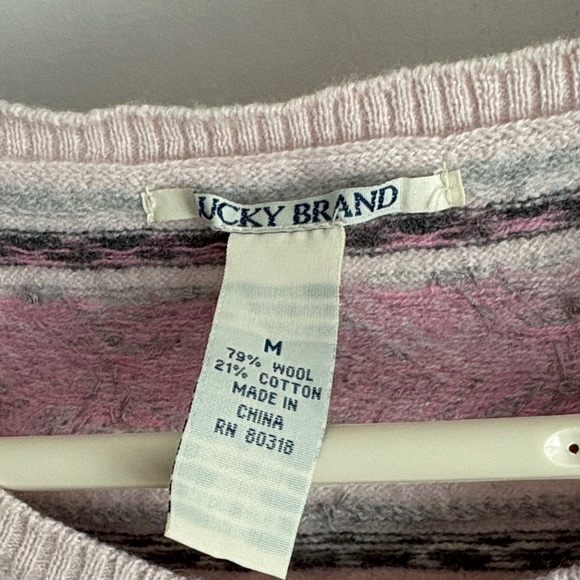 UCKY BRAND
M
79% WOOL
21% COTTON
MADE IN
CHINA
RN 80318